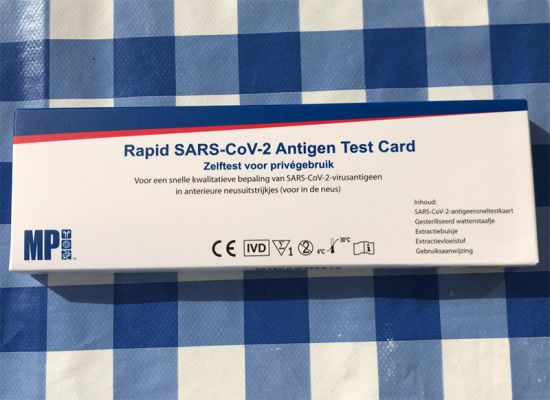 Rapid SARS-CoV-2 Antigen Test Card
Zelftest voor privégebruik
Voor een snelle kwalitatieve bepaling van SARS-CoV-2-virusantigeen
in anterieure neusuitstrijkjes (voor in de neus)
Inhoud:
SARS-CoV-2-antigeensneltestkaart
Gesteriliseerd wattenstaafje
Extractiebuisje
Extractievloeistof
Gebruiksaanwijzing
MP
CE IVD 1 2 4°C 30°C i